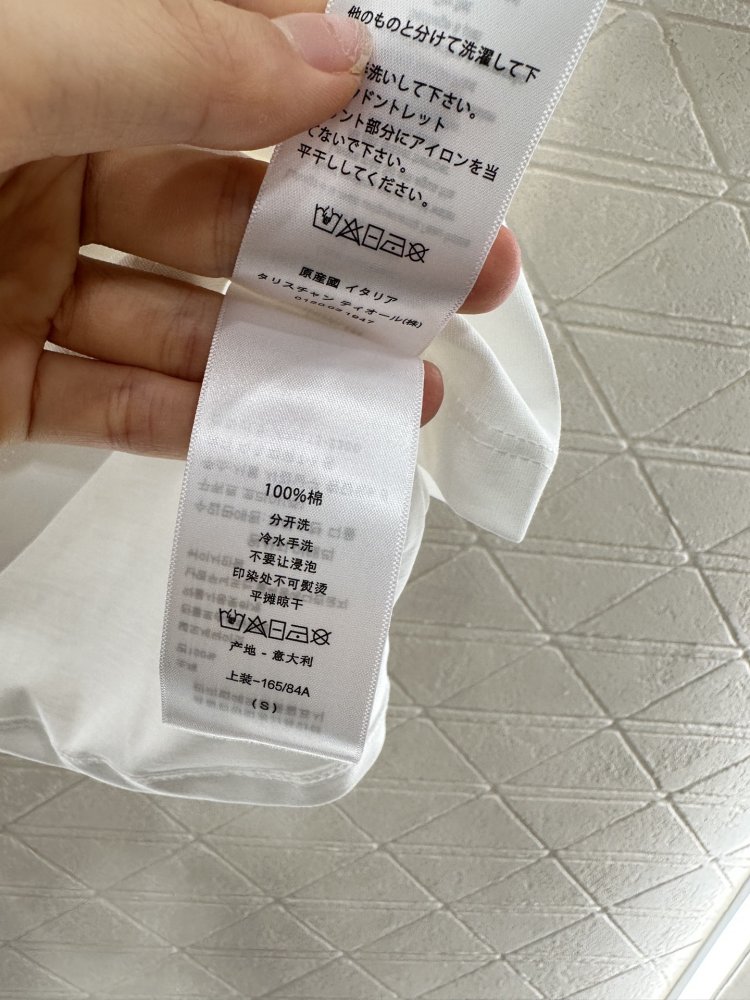 他のものと分けて洗濯して下
洗いして下さい。
ドントレット
ント部分にアイロンを当
てないで下さい。
平干ししてください。
原産國 イタリア
タリスチャン ティオール(株)
100%棉
分开洗
冷水手洗
不要让浸泡
印染处不可熨烫
平摊晾干
产地 - 意大利
上装-165/84A
(S)